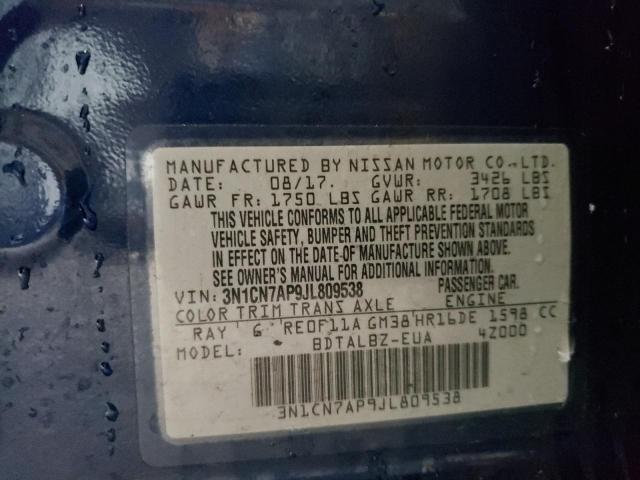 MANUFACTURED BY NISSAN MOTOR CO.,LTD.
DATE: 08/17. GVWR: 3426 LBS
GAWR FR: 1750 LBS GAWR RR: 1708 LBS
THIS VEHICLE CONFORMS TO ALL APPLICABLE FEDERAL MOTOR
VEHICLE SAFETY, BUMPER AND THEFT PREVENTION STANDARDS
IN EFFECT ON THE DATE OF MANUFACTURE SHOWN ABOVE.
SEE OWNER'S MANUAL FOR ADDITIONAL INFORMATION.
VIN: 3N1CN7AP9JL809538 PASSENGER CAR.
COLOR TRIM TRANS AXLE ENGINE
RAY G RE0F11A GM38 HR16DE 1598 CC
MODEL: BDTALBZ-EUA 4Z000
3N1CN7AP9JL809538